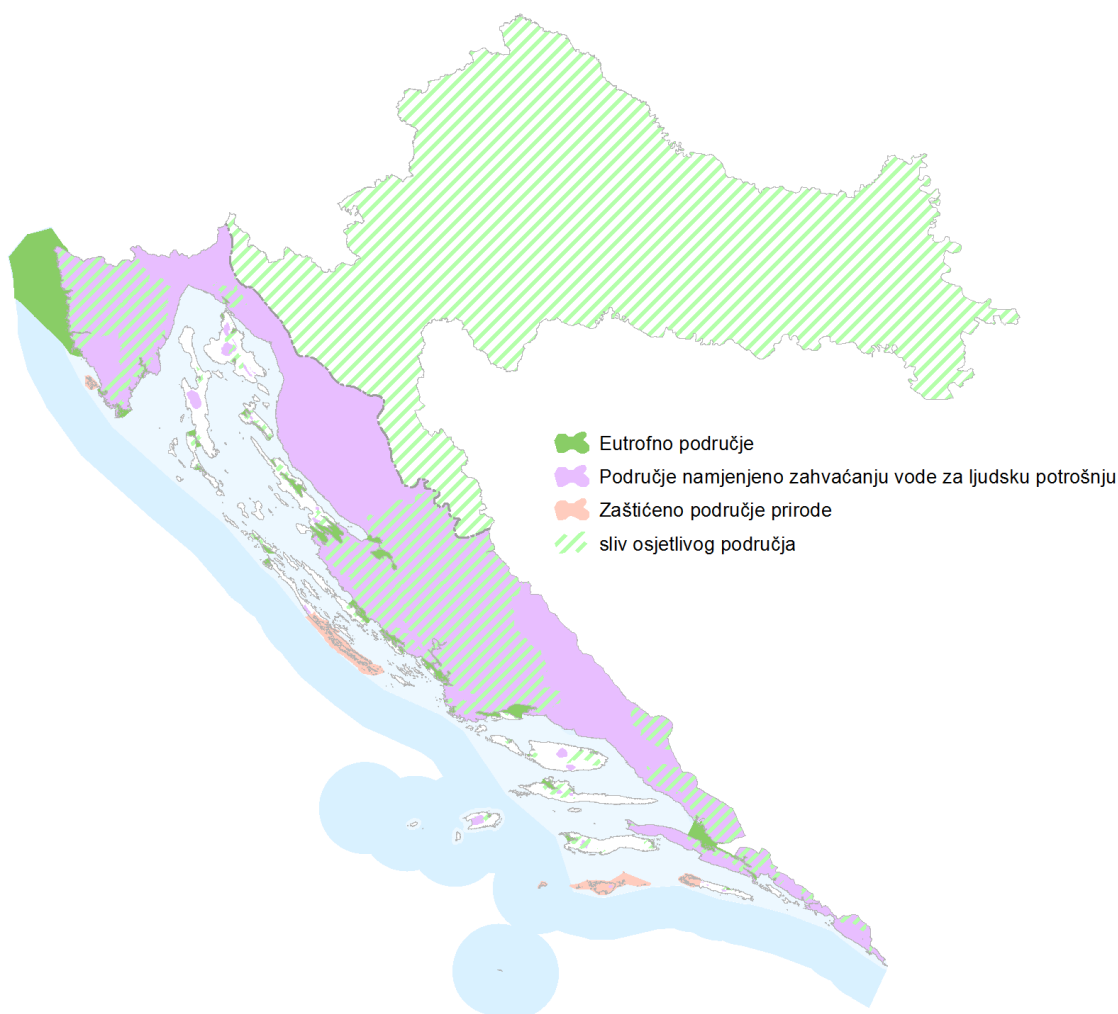 Eutrofno područje
Područje namjenjeno zahvaćanju vode za ljudsku potrošnju
Zaštićeno područje prirode
sliv osjetlivog područja